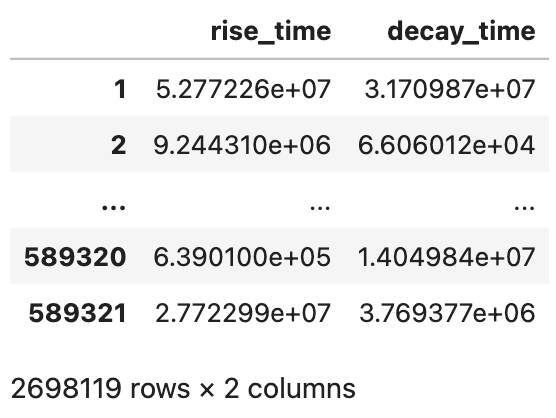 rise_time decay_time
1 5.277226e+07 3.170987e+07
2 9.244310e+06 6.606012e+04
... ... ...
589320 6.390100e+05 1.404984e+07
589321 2.772299e+07 3.769377e+06
2698119 rows × 2 columns